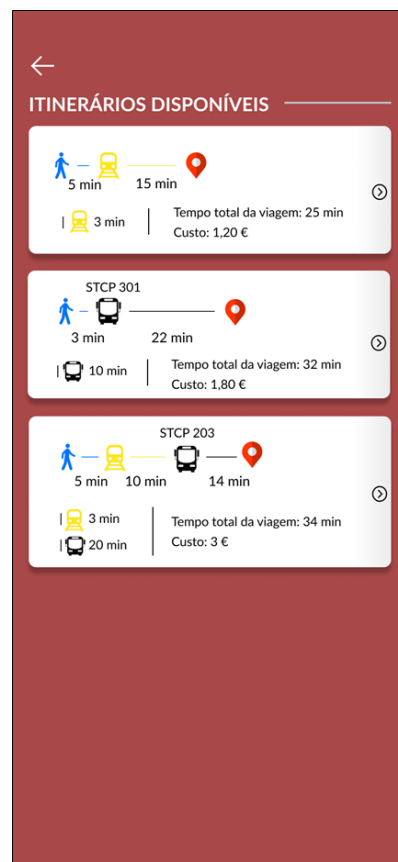 ITINERÁRIOS DISPONÍVEIS
5 min 15 min
3 min
Tempo total da viagem: 25 min
Custo: 1,20 €
STCP 301
3 min 22 min
10 min
Tempo total da viagem: 32 min
Custo: 1,80 €
STCP 203
5 min 10 min 14 min
3 min
20 min
Tempo total da viagem: 34 min
Custo: 3 €